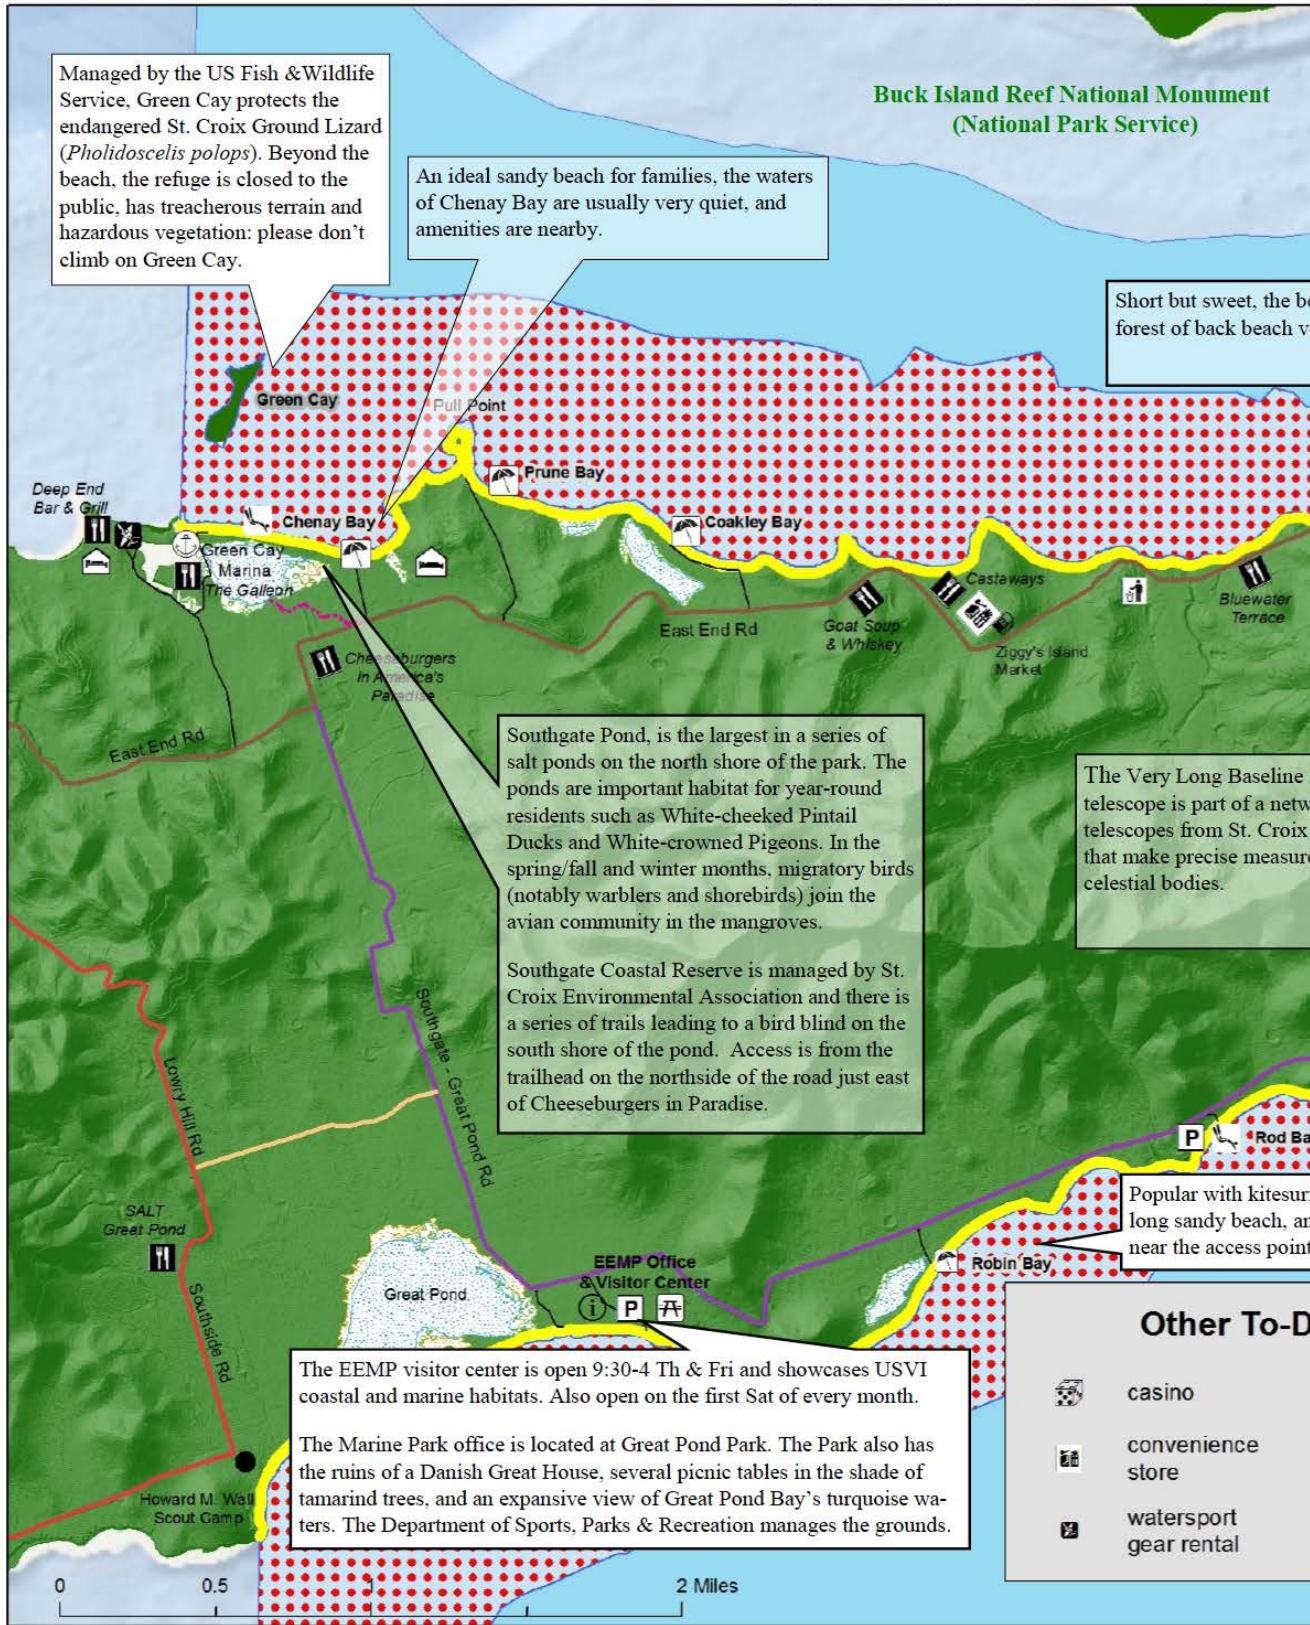 Managed by the US Fish &Wildlife
Service, Green Cay protects the
endangered St. Croix Ground Lizard
(Pholidoscelis polops). Beyond the
beach, the refuge is closed to the
public, has treacherous terrain and
hazardous vegetation: please don't
climb on Green Cay.
Buck Island Reef National Monument
(National Park Service)
An ideal sandy beach for families, the waters
of Chenay Bay are usually very quiet, and
amenities are nearby.
Short but sweet, the be
forest of back beach v
Green Cay
Pull Point
Prune Bay
Deep End
Bar & Grill
Chenay Bay
Coakley Bay
Green Cay
Marina
The Galleon
Castaways
Bluewater
Terrace
East End Rd
Goat Soup
& Whiskey
Ziggy's Island
Market
Cheeseburgers
in America's
Paradise
East End Rd
Southgate Pond, is the largest in a series of
salt ponds on the north shore of the park. The
ponds are important habitat for year-round
residents such as White-cheeked Pintail
Ducks and White-crowned Pigeons. In the
spring/fall and winter months, migratory birds
(notably warblers and shorebirds) join the
avian community in the mangroves.
Southgate Coastal Reserve is managed by St.
Croix Environmental Association and there is
a series of trails leading to a bird blind on the
south shore of the pond. Access is from the
trailhead on the northside of the road just east
of Cheeseburgers in Paradise.
The Very Long Baseline
telescope is part of a netw
telescopes from St. Croix
that make precise measure
celestial bodies.
Southgate - Great Pond Rd
Lowry Hill Rd
P
Rod Ba
SALT
Great Pond
Popular with kitesur
long sandy beach, an
near the access point
EEMP Office
& Visitor Center
Robin Bay
Great Pond
i
P
Southside Rd
Other To-D
casino
convenience
store
watersport
gear rental
The EEMP visitor center is open 9:30-4 Th & Fri and showcases USVI
coastal and marine habitats. Also open on the first Sat of every month.
The Marine Park office is located at Great Pond Park. The Park also has
the ruins of a Danish Great House, several picnic tables in the shade of
tamarind trees, and an expansive view of Great Pond Bay's turquoise wa-
ters. The Department of Sports, Parks & Recreation manages the grounds.
Howard M. Wall
Scout Camp
0 0.5 1 2 Miles